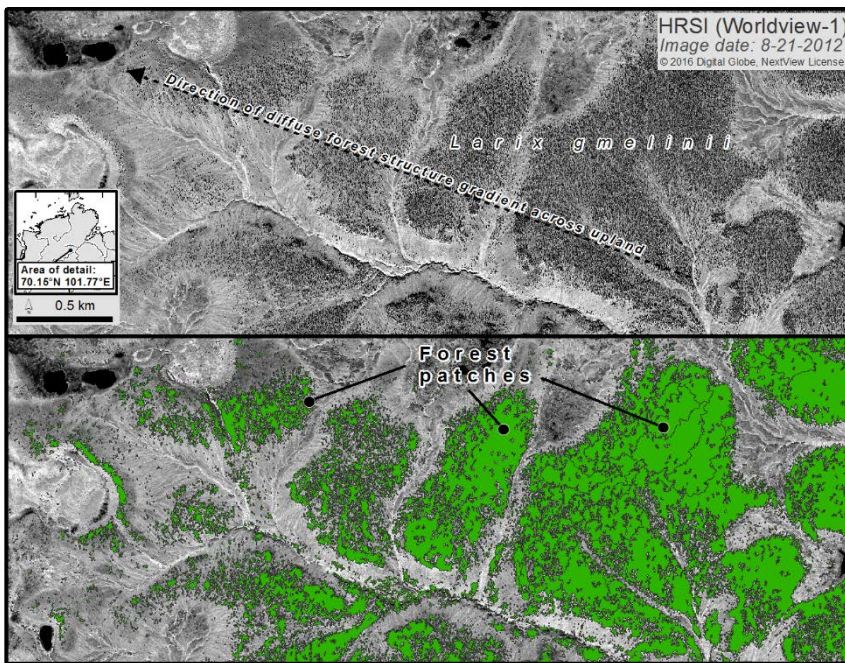 HRSI (Worldview-1)
Image date: 8-21-2012
© 2016 Digital Globe, NextView License
Direction of diffuse forest structure gradient across upland
Larix gmelinii
Area of detail:
70.15°N 101.77°E
0.5 km
Forest
patches